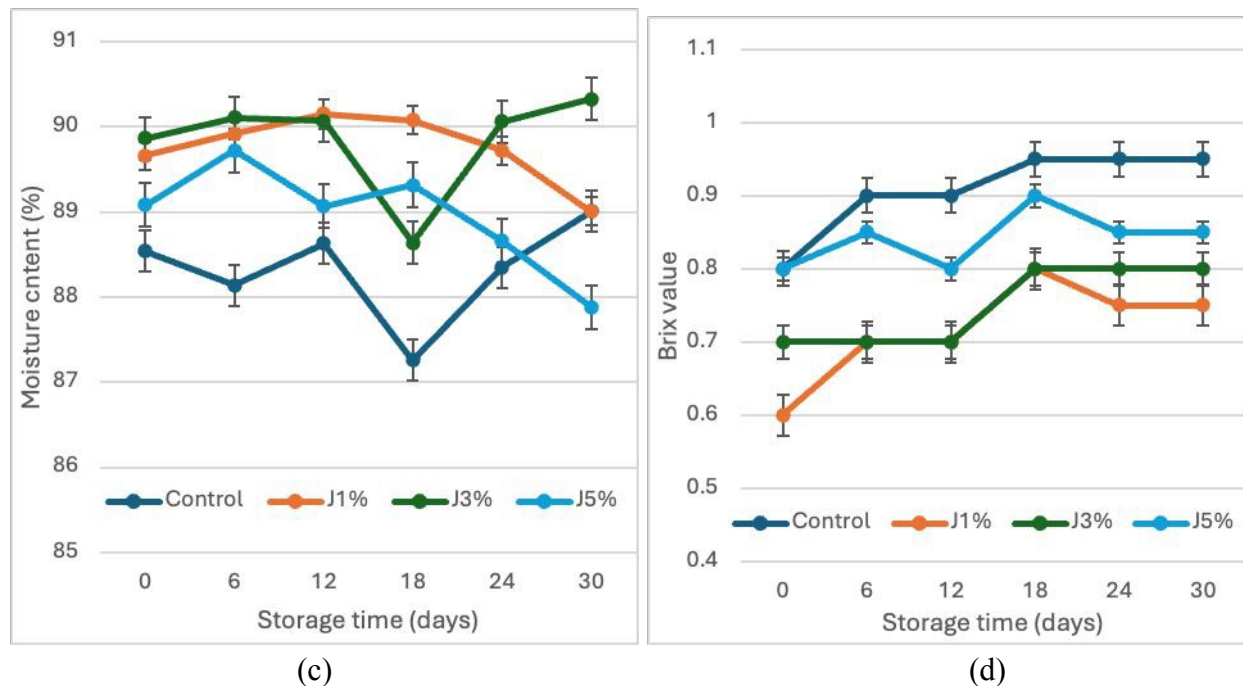 91
90
89
88
87
86
85
Moisture cntent (%)
Control J1% J3% J5%
0 6 12 18 24 30
Storage time (days)
(c)
1.1
1
0.9
0.8
0.7
0.6
0.5
0.4
Brix value
Control J1% J3% J5%
0 6 12 18 24 30
Storage time (days)
(d)